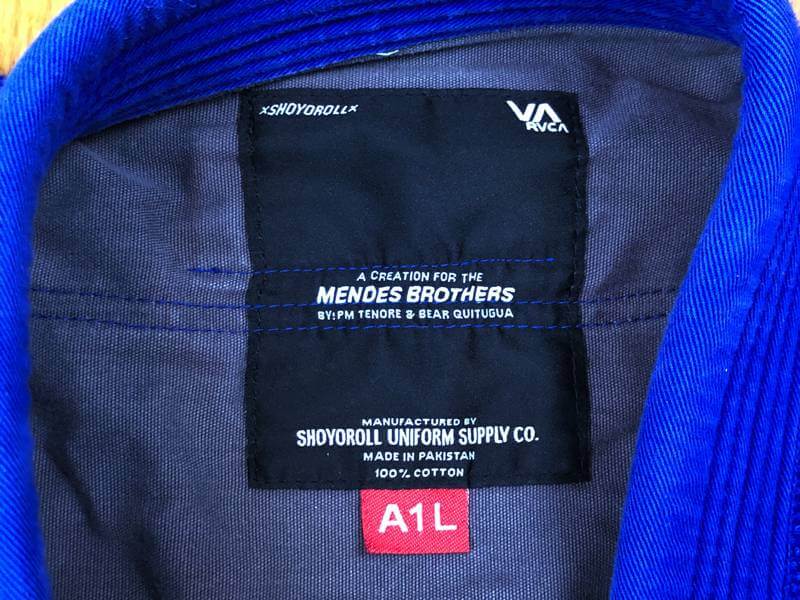 ×SHOYOROLL×
VA
RVCA
A CREATION FOR THE
MENDES BROTHERS
BY: PM TENORE & BEAR QUITUGUA
MANUFACTURED BY
SHOYOROLL UNIFORM SUPPLY CO.
MADE IN PAKISTAN
100% COTTON
A1L